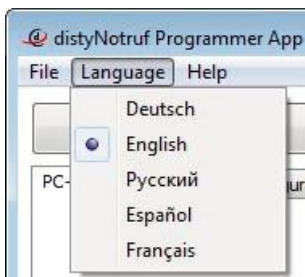 distyNotruf Programmer App
File Language Help
Deutsch
English
PC-
Русский
Español
Français